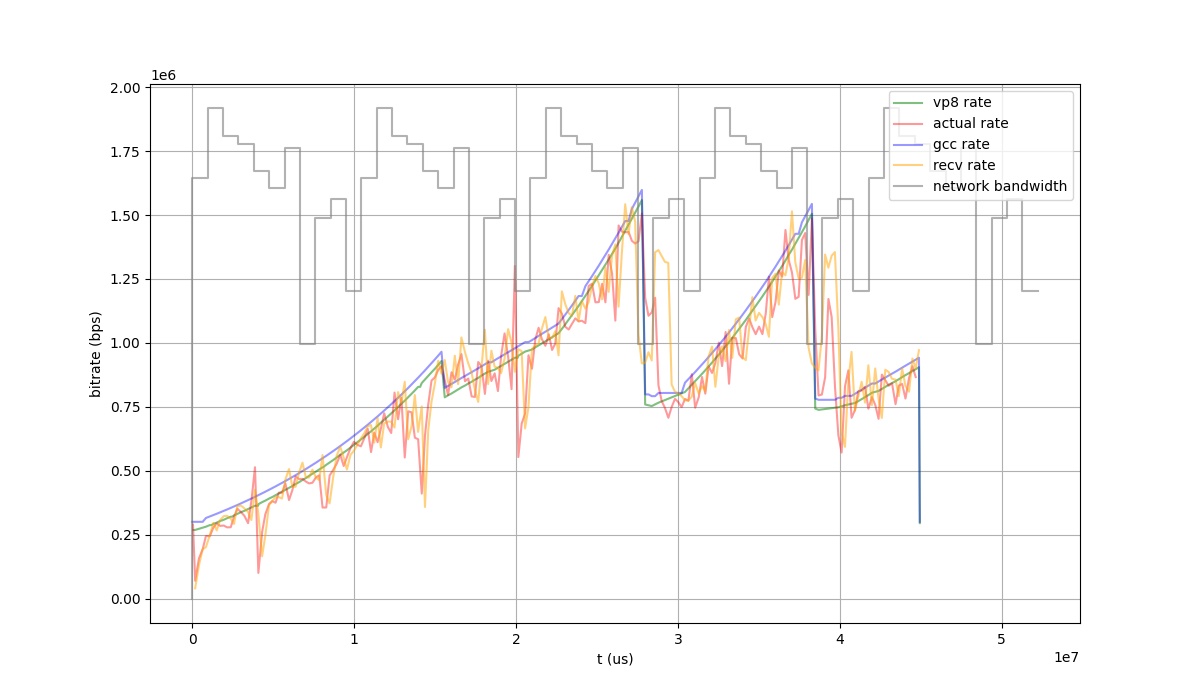 1e6
2.00
1.75
1.50
1.25
1.00
0.75
0.50
0.25
0.00
bitrate (bps)
vp8 rate
actual rate
gcc rate
recv rate
network bandwidth
0 1 2 3 4 5
t (us)
1e7